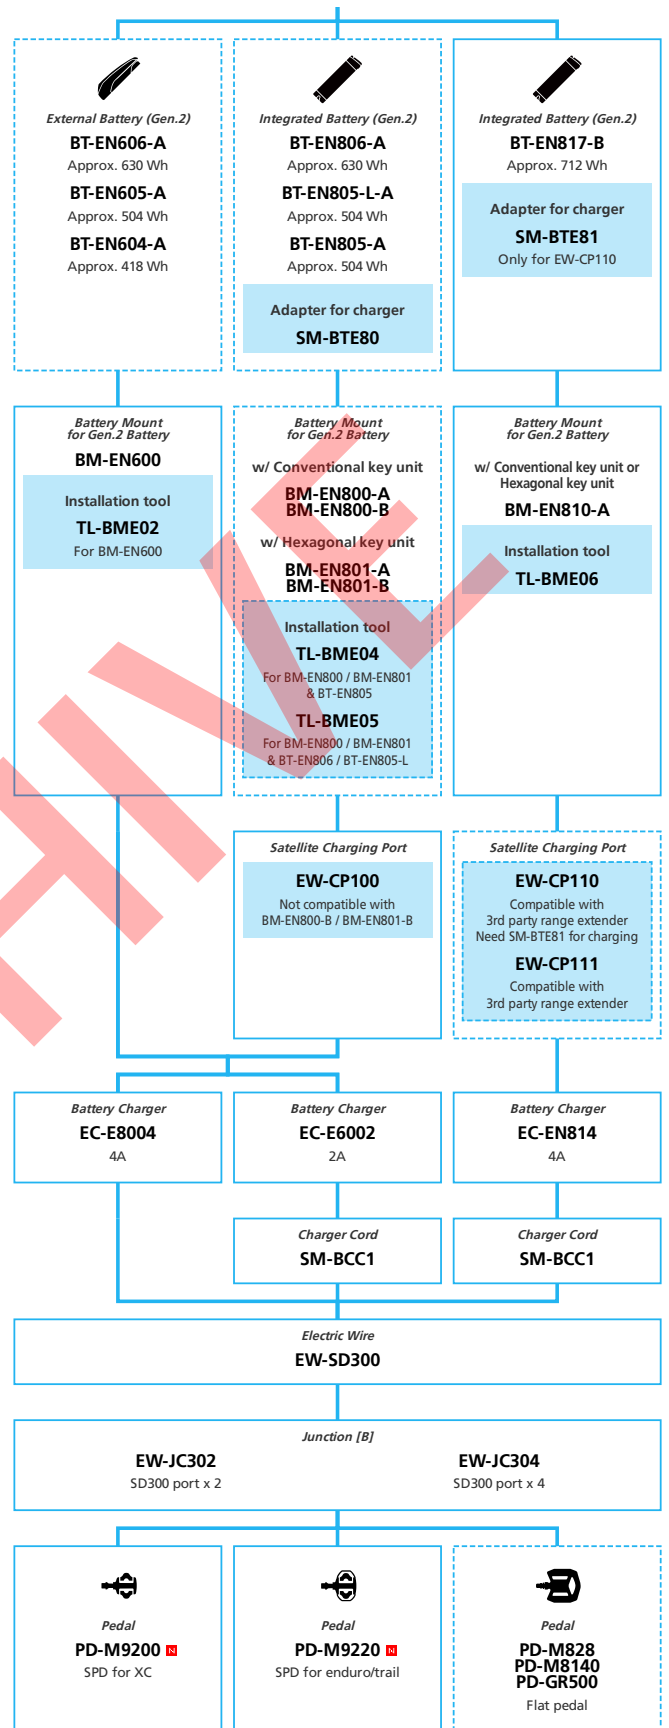 External Battery (Gen.2)
BT-EN606-A
Approx. 630 Wh
BT-EN605-A
Approx. 504 Wh
BT-EN604-A
Approx. 418 Wh
Integrated Battery (Gen.2)
BT-EN806-A
Approx. 630 Wh
BT-EN805-L-A
Approx. 504 Wh
BT-EN805-A
Approx. 504 Wh
Adapter for charger
SM-BTE80
Integrated Battery (Gen.2)
BT-EN817-B
Approx. 712 Wh
Adapter for charger
SM-BTE81
Only for EW-CP110
Battery Mount
for Gen.2 Battery
BM-EN600
Installation tool
TL-BME02
For BM-EN600
Battery Mount
for Gen.2 Battery
w/ Conventional key unit
BM-EN800-A
BM-EN800-B
w/ Hexagonal key unit
BM-EN801-A
BM-EN801-B
Installation tool
TL-BME04
For BM-EN800 / BM-EN801
& BT-EN805
TL-BME05
For BM-EN800 / BM-EN801
& BT-EN806 / BT-EN805-L
Battery Mount
for Gen.2 Battery
w/ Conventional key unit or
Hexagonal key unit
BM-EN810-A
Installation tool
TL-BME06
Satellite Charging Port
EW-CP100
Not compatible with
BM-EN800-B / BM-EN801-B
Satellite Charging Port
EW-CP110
Compatible with
3rd party range extender
Need SM-BTE81 for charging
EW-CP111
Compatible with
3rd party range extender
HIVE
Battery Charger
EC-E8004
4A
Battery Charger
EC-E6002
2A
Battery Charger
EC-EN814
4A
Charger Cord
SM-BCC1
Charger Cord
SM-BCC1
Electric Wire
EW-SD300
Junction [B]
EW-JC302
SD300 port x 2
EW-JC304
SD300 port x 4
Pedal
PD-M9200 N
SPD for XC
Pedal
PD-M9220 N
SPD for enduro/trail
Pedal
PD-M828
PD-M8140
PD-GR500
Flat pedal